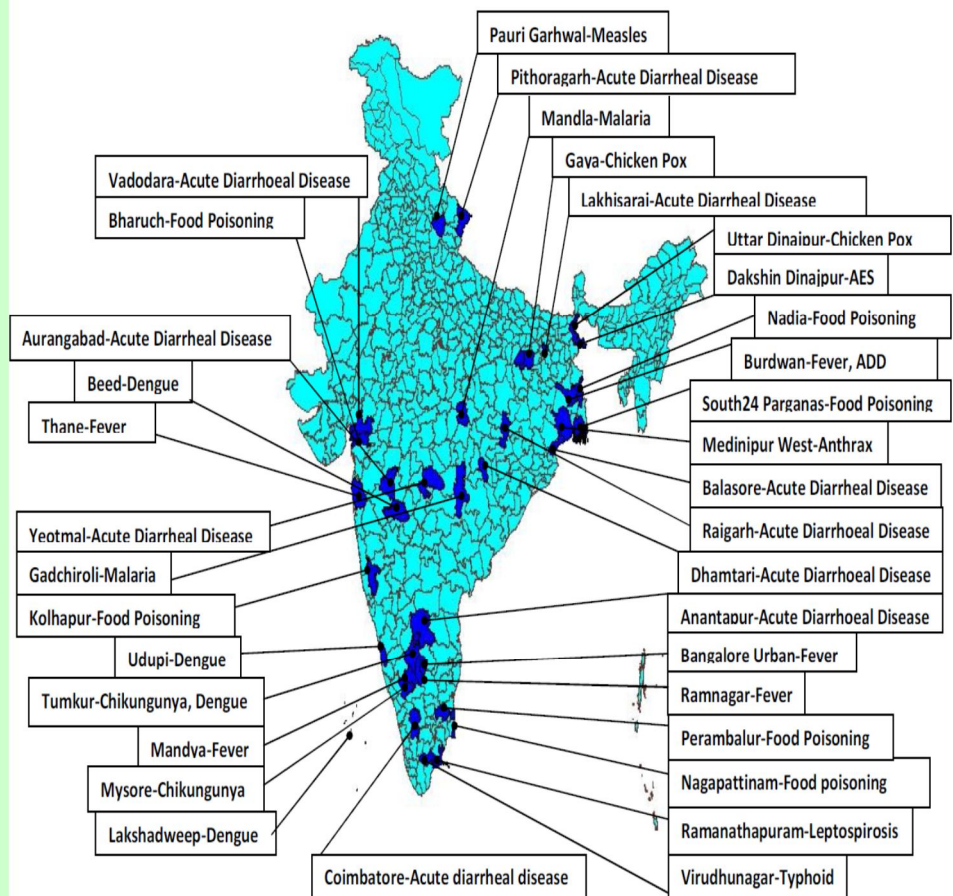 Pauri Garhwal-Measles
Pithoragarh-Acute Diarrheal Disease
Mandla-Malaria
Gaya-Chicken Pox
Vadodara-Acute Diarrhoeal Disease
Lakhisarai-Acute Diarrheal Disease
Bharuch-Food Poisoning
Uttar Dinajpur-Chicken Pox
Dakshin Dinajpur-AES
Nadia-Food Poisoning
Aurangabad-Acute Diarrheal Disease
Burdwan-Fever, ADD
Beed-Dengue
South24 Parganas-Food Poisoning
Thane-Fever
Medinipur West-Anthrax
Balasore-Acute Diarrheal Disease
Yeotmal-Acute Diarrheal Disease
Raigarh-Acute Diarrhoeal Disease
Gadchiroli-Malaria
Dhamtari-Acute Diarrhoeal Disease
Kolhapur-Food Poisoning
Anantapur-Acute Diarrheal Disease
Udupi-Dengue
Bangalore Urban-Fever
Tumkur-Chikungunya, Dengue
Ramnagar-Fever
Mandya-Fever
Perambalur-Food Poisoning
Mysore-Chikungunya
Nagapattinam-Food poisoning
Lakshadweep-Dengue
Ramanathapuram-Leptospirosis
Coimbatore-Acute diarrheal disease
Virudhunagar-Typhoid